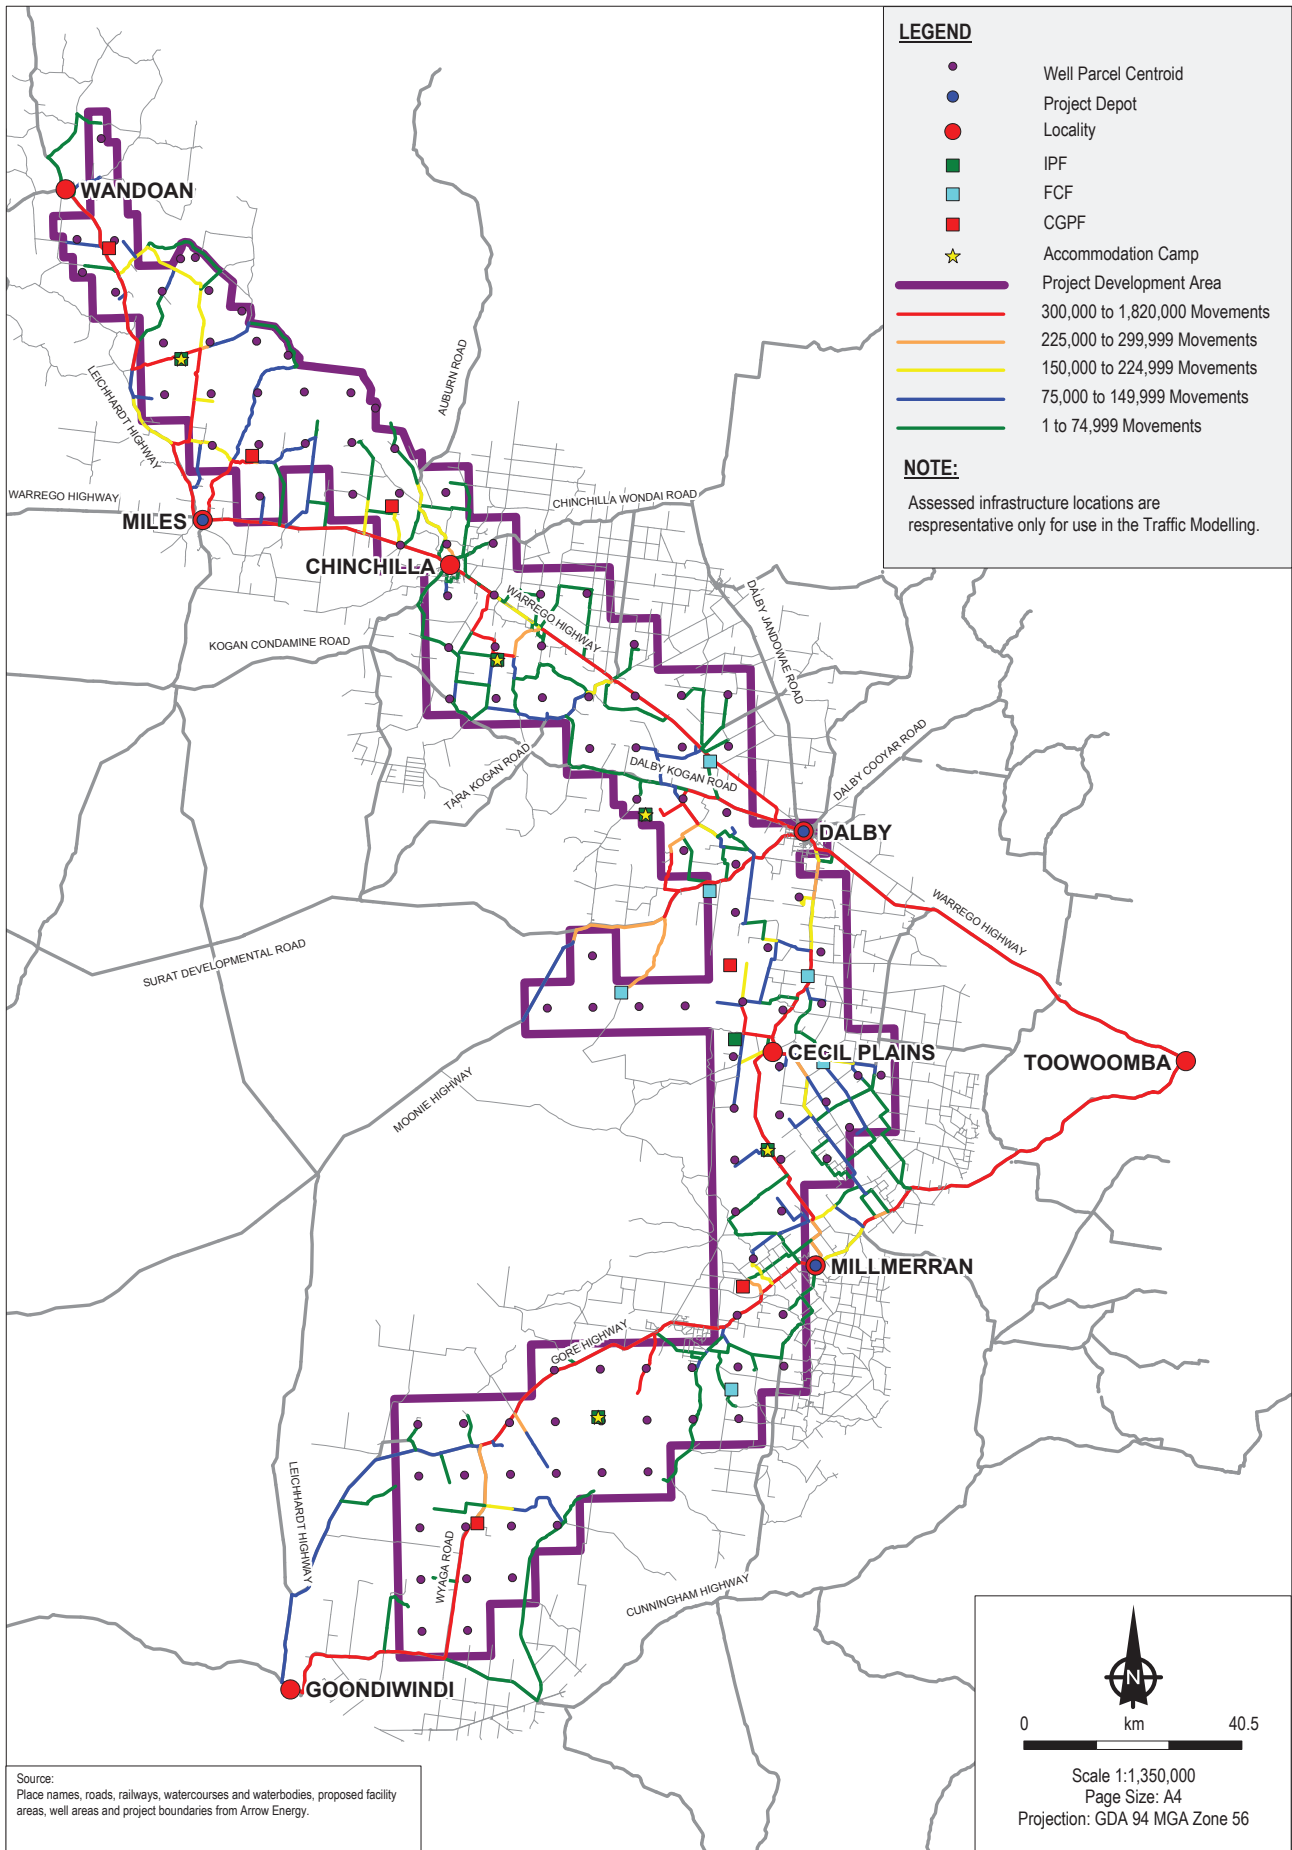 LEGEND
Well Parcel Centroid
Project Depot
Locality
IPF
FCF
CGPF
Accommodation Camp
Project Development Area
300,000 to 1,820,000 Movements
225,000 to 299,999 Movements
150,000 to 224,999 Movements
75,000 to 149,999 Movements
1 to 74,999 Movements
NOTE:
Assessed infrastructure locations are
respresentative only for use in the Traffic Modelling.
WANDOAN
AUBURN ROAD
LEICHHARDT HIGHWAY
WARREGO HIGHWAY
CHINCHILLA WONDAI ROAD
MILES
CHINCHILLA
WARREGO HIGHWAY
DALBY JANDOWAE ROAD
KOGAN CONDAMINE ROAD
TARA KOGAN ROAD
DALBY KOGAN ROAD
DALBY COOYAR ROAD
DALBY
WARREGO HIGHWAY
SURAT DEVELOPMENTAL ROAD
CECIL PLAINS
TOOWOOMBA
MOONIE HIGHWAY
MILLMERRAN
GORE HIGHWAY
LEICHHARDT HIGHWAY
WYAGA ROAD
CUNNINGHAM HIGHWAY
GOONDIWINDI
N
0 km 40.5
Scale 1:1,350,000
Page Size: A4
Projection: GDA 94 MGA Zone 56
Source:
Place names, roads, railways, watercourses and waterbodies, proposed facility
areas, well areas and project boundaries from Arrow Energy.